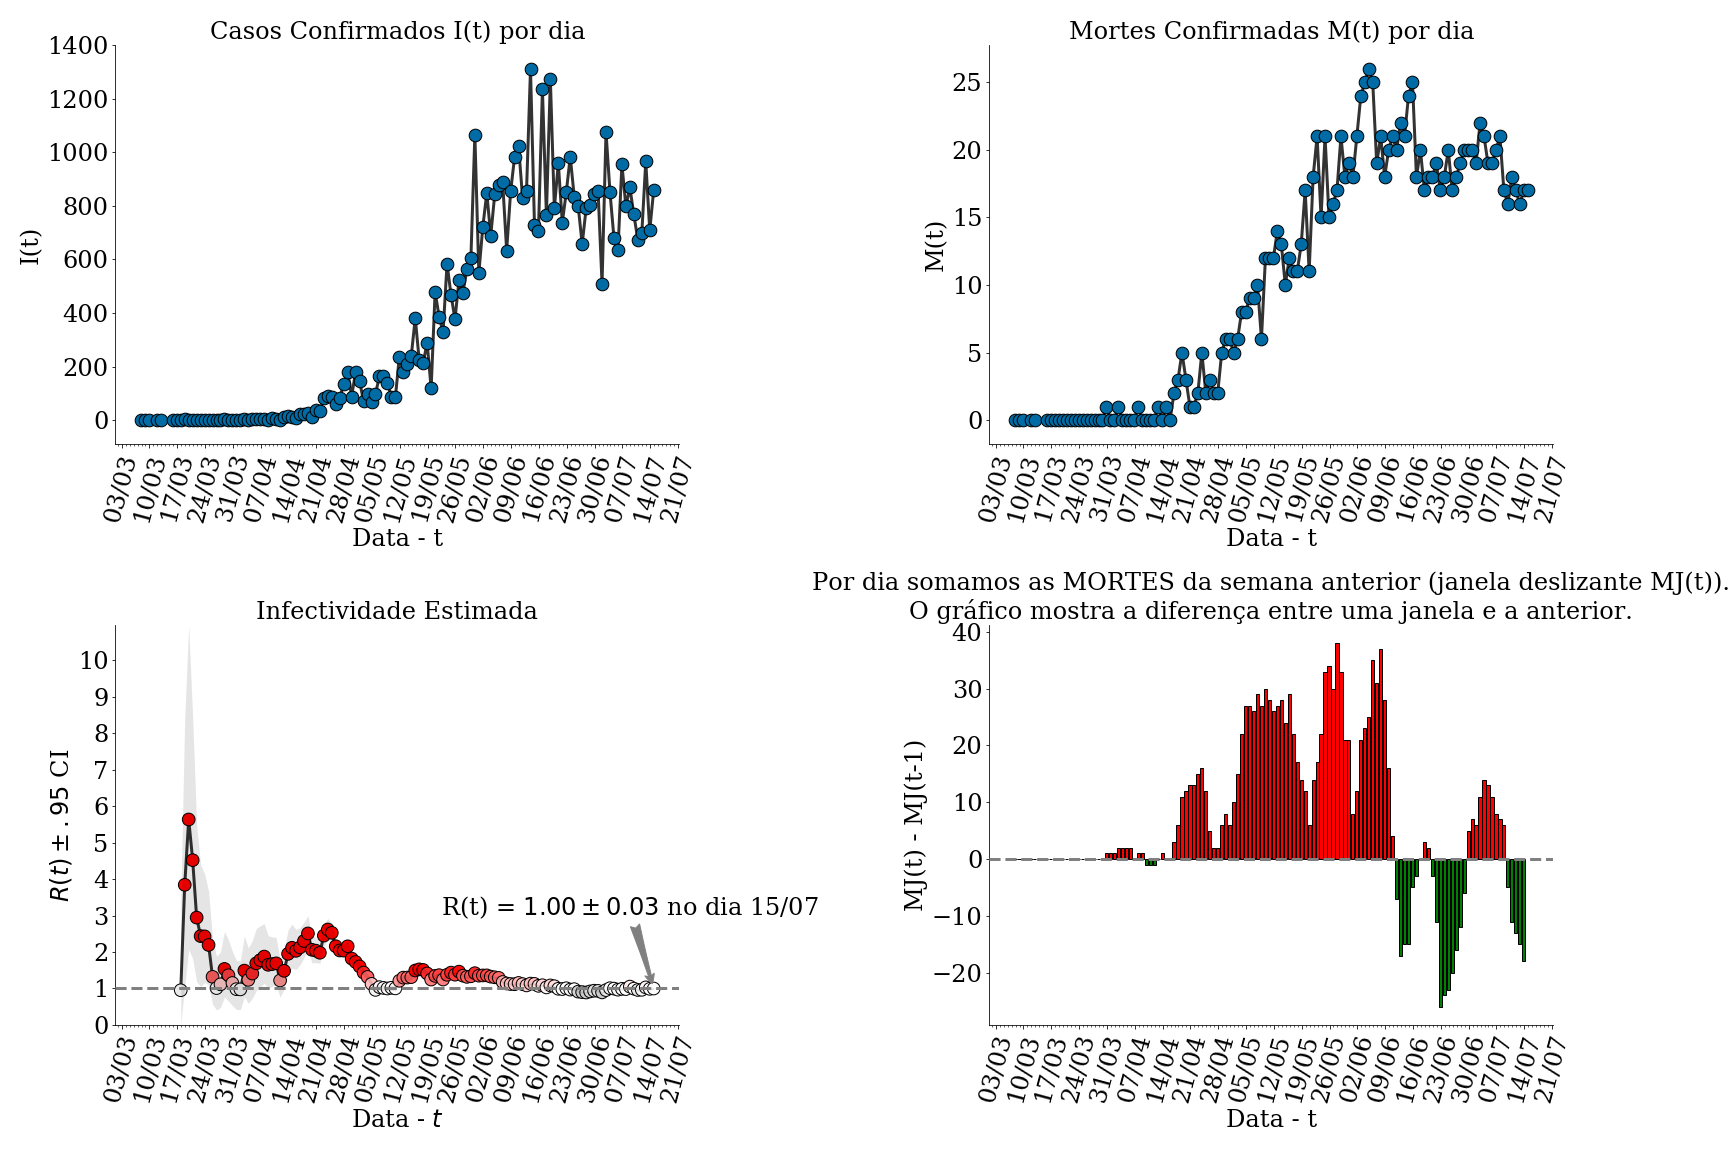 Casos Confirmados I(t) por dia
1400
1200
1000
800
600
400
200
0
I(t)
03/03 10/03 17/03 24/03 31/03 07/04 14/04 21/04 28/04 05/05 12/05 19/05 26/05 02/06 09/06 16/06 23/06 30/06 07/07 14/07 21/07
Data - t
Mortes Confirmadas M(t) por dia
25
20
15
10
5
0
M(t)
03/03 10/03 17/03 24/03 31/03 07/04 14/04 21/04 28/04 05/05 12/05 19/05 26/05 02/06 09/06 16/06 23/06 30/06 07/07 14/07 21/07
Data - t
Infectividade Estimada
10
9
8
7
6
5
4
3
2
1
0
R(t) ± .95 CI
R(t) = 1.00 ± 0.03 no dia 15/07
03/03 10/03 17/03 24/03 31/03 07/04 14/04 21/04 28/04 05/05 12/05 19/05 26/05 02/06 09/06 16/06 23/06 30/06 07/07 14/07 21/07
Data - t
Por dia somamos as MORTES da semana anterior (janela deslizante MJ(t)).
O gráfico mostra a diferença entre uma janela e a anterior.
40
30
20
10
0
−10
−20
MJ(t) - MJ(t-1)
03/03 10/03 17/03 24/03 31/03 07/04 14/04 21/04 28/04 05/05 12/05 19/05 26/05 02/06 09/06 16/06 23/06 30/06 07/07 14/07 21/07
Data - t